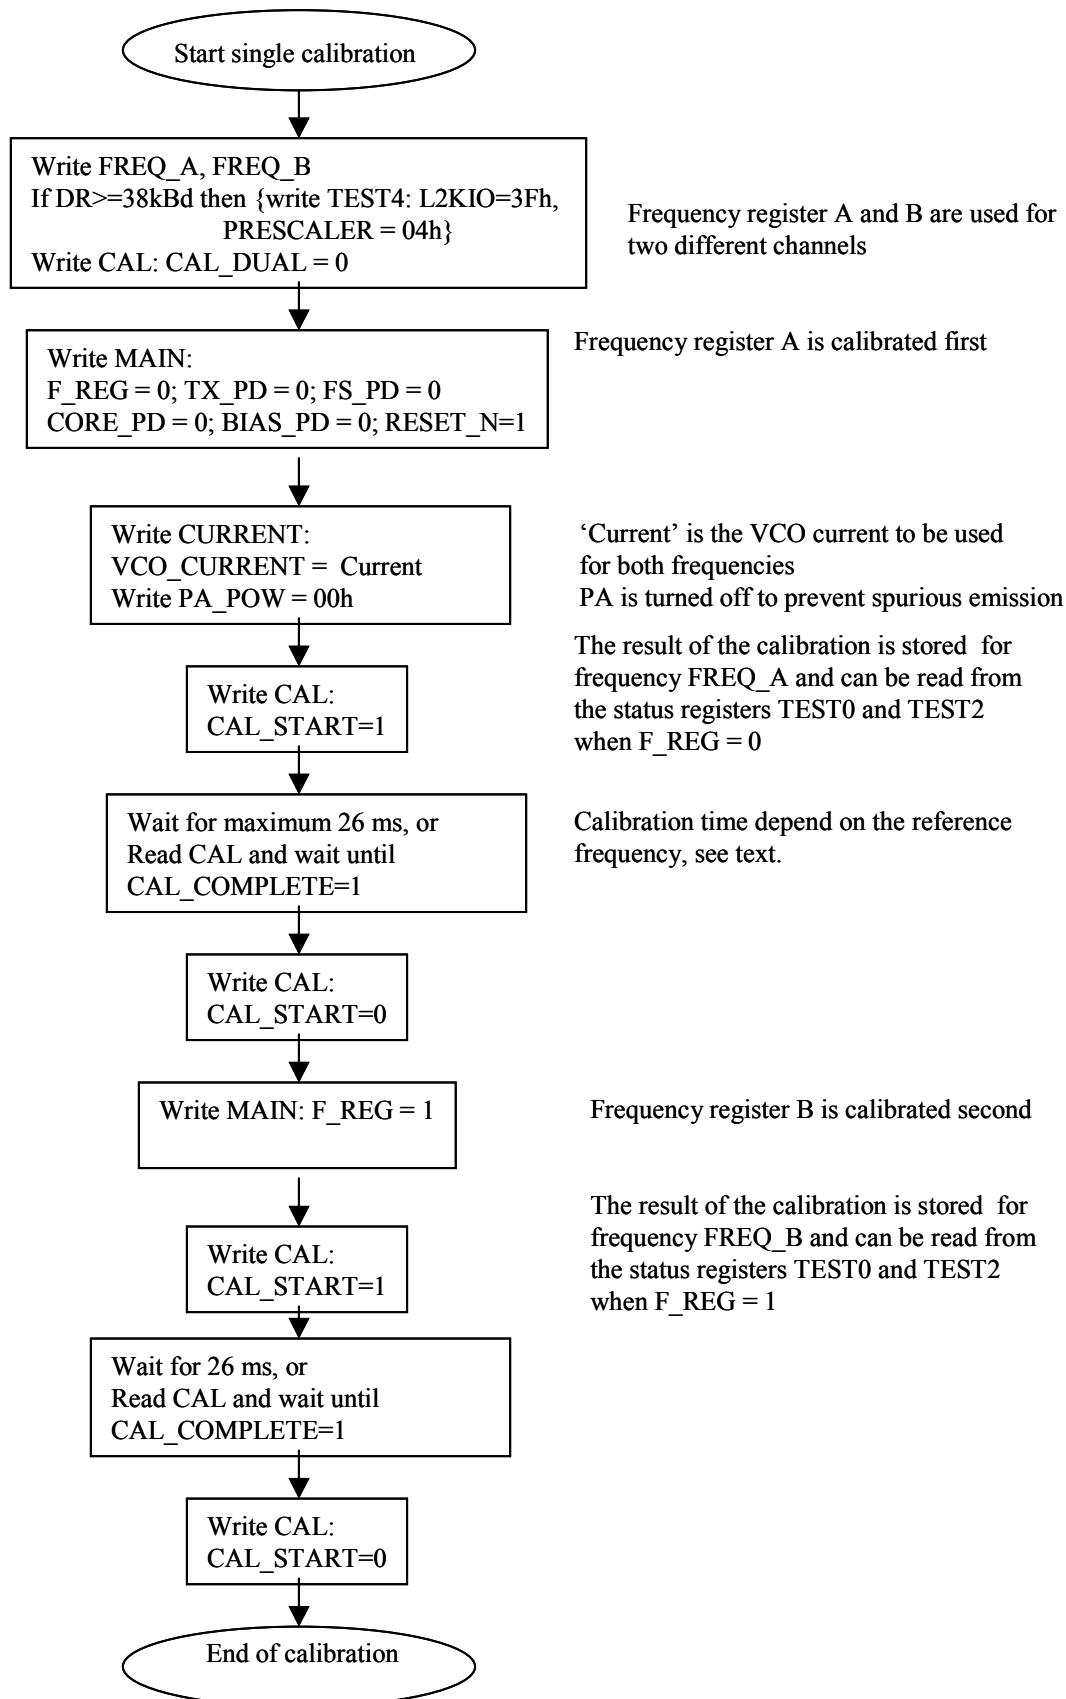 Start single calibration
Write FREQ_A, FREQ_B
If DR>=38kBd then {write TEST4: L2KIO=3Fh,
PRESCALER = 04h}
Write CAL: CAL_DUAL = 0
Frequency register A and B are used for
two different channels
Write MAIN:
F_REG = 0; TX_PD = 0; FS_PD = 0
CORE_PD = 0; BIAS_PD = 0; RESET_N=1
Frequency register A is calibrated first
Write CURRENT:
VCO_CURRENT = Current
Write PA_POW = 00h
‘Current’ is the VCO current to be used
for both frequencies
PA is turned off to prevent spurious emission
Write CAL:
CAL_START=1
The result of the calibration is stored for
frequency FREQ_A and can be read from
the status registers TEST0 and TEST2
when F_REG = 0
Wait for maximum 26 ms, or
Read CAL and wait until
CAL_COMPLETE=1
Calibration time depend on the reference
frequency, see text.
Write CAL:
CAL_START=0
Write MAIN: F_REG = 1
Frequency register B is calibrated second
Write CAL:
CAL_START=1
The result of the calibration is stored for
frequency FREQ_B and can be read from
the status registers TEST0 and TEST2
when F_REG = 1
Wait for 26 ms, or
Read CAL and wait until
CAL_COMPLETE=1
Write CAL:
CAL_START=0
End of calibration